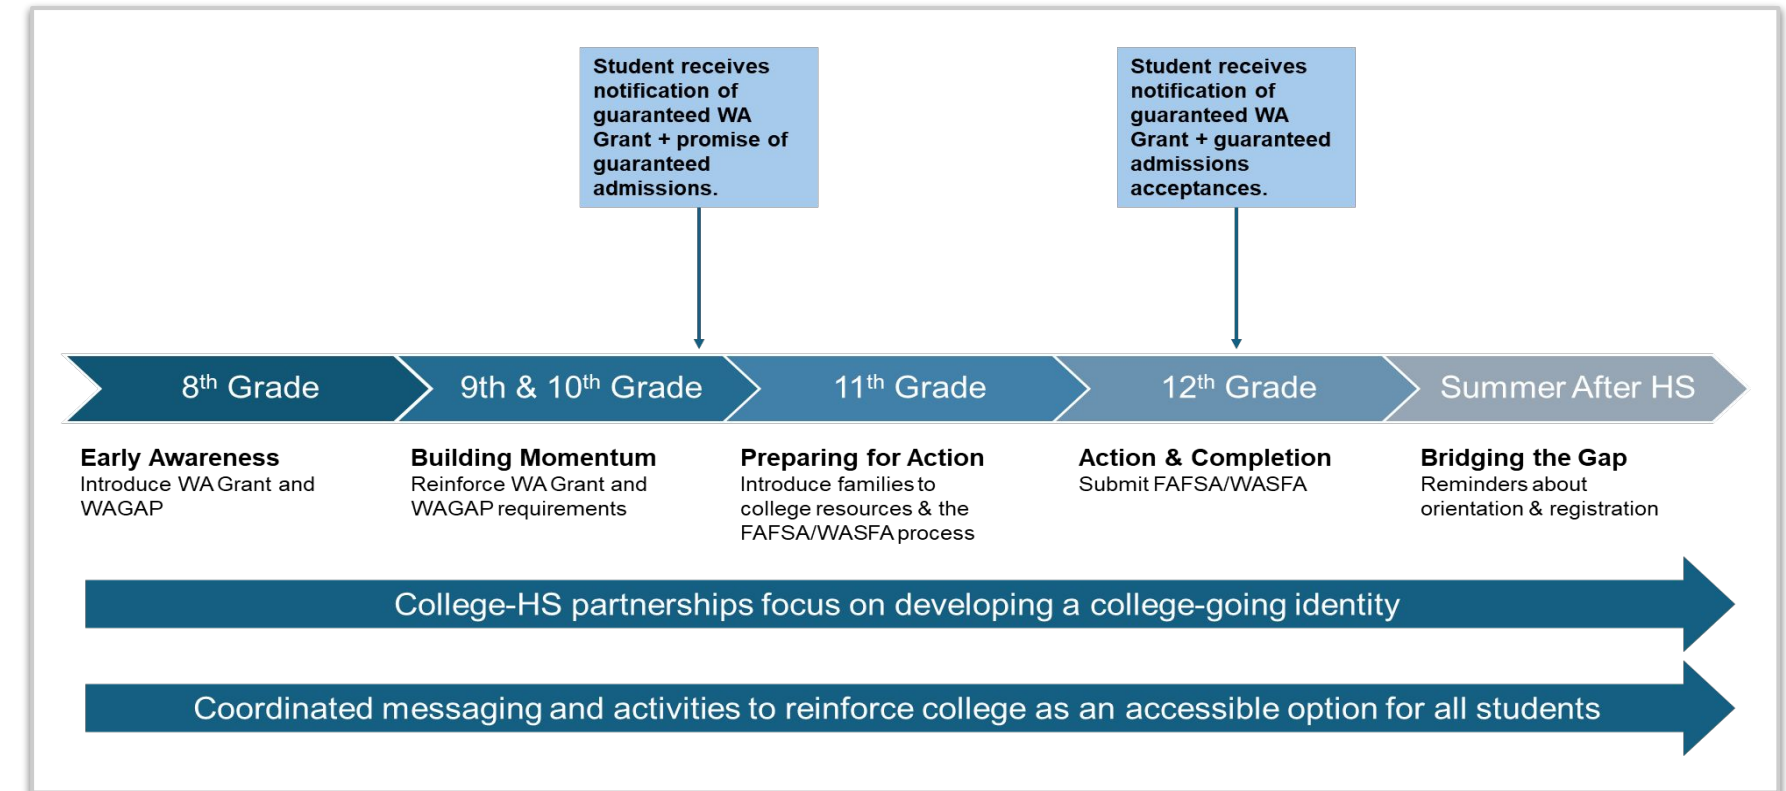 Student receives
notification of
guaranteed WA
Grant + promise of
guaranteed
admissions.
Student receives
notification of
guaranteed WA
Grant + guaranteed
admissions
acceptances.
8th Grade
9th & 10th Grade
11th Grade
12th Grade
Summer After HS
Early Awareness
Introduce WA Grant and
WAGAP
Building Momentum
Reinforce WA Grant and
WAGAP requirements
Preparing for Action
Introduce families to
college resources & the
FAFSA/WASFA process
Action & Completion
Submit FAFSA/WASFA
Bridging the Gap
Reminders about
orientation & registration
College-HS partnerships focus on developing a college-going identity
Coordinated messaging and activities to reinforce college as an accessible option for all students